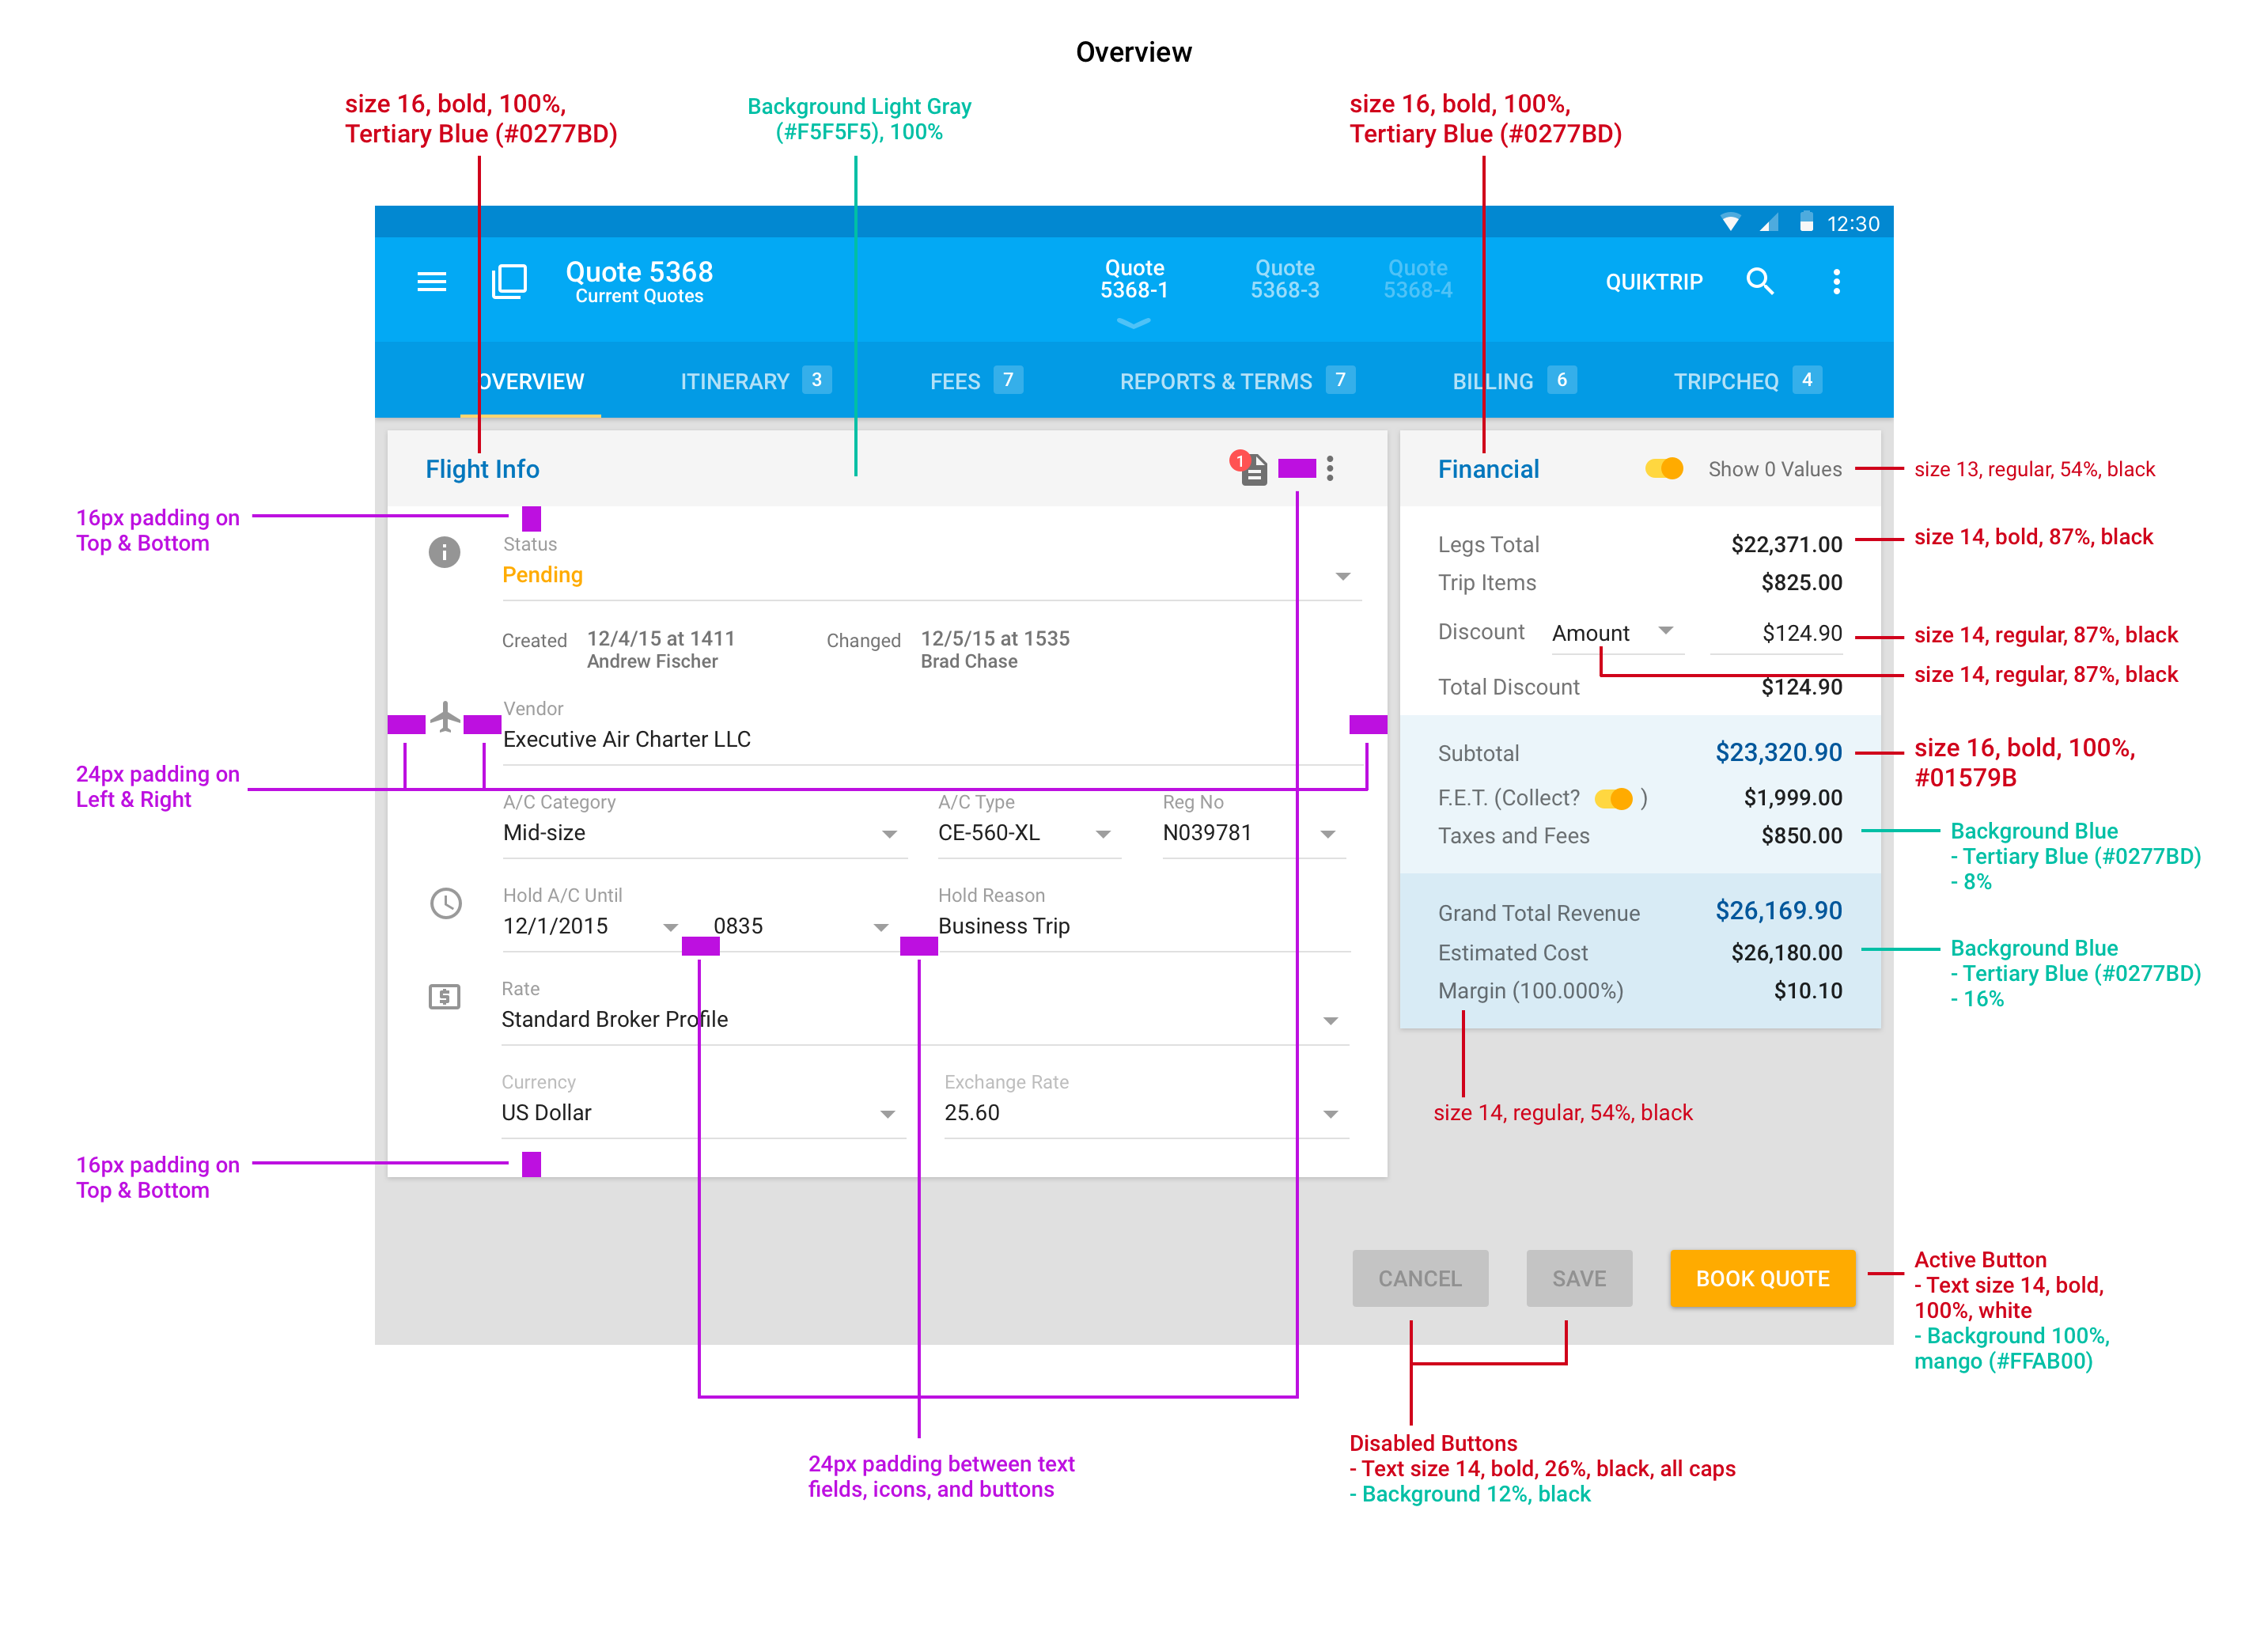 Overview
size 16, bold, 100%,
Tertiary Blue (#0277BD)
Background Light Gray
(#F5F5F5), 100%
size 16, bold, 100%,
Tertiary Blue (#0277BD)
12:30
Quote 5368
Current Quotes
Quote
5368-1
Quote
5368-3
Quote
5368-4
QUIKTRIP
OVERVIEW
ITINERARY 3
FEES 7
REPORTS & TERMS 7
BILLING 6
TRIPCHEQ 4
Flight Info
1
16px padding on
Top & Bottom
Status
Pending
Created 12/4/15 at 1411
Andrew Fischer
Changed 12/5/15 at 1535
Brad Chase
Vendor
Executive Air Charter LLC
24px padding on
Left & Right
A/C Category
Mid-size
A/C Type
CE-560-XL
Reg No
N039781
Hold A/C Until
12/1/2015 0835
Hold Reason
Business Trip
Rate
Standard Broker Profile
Currency
US Dollar
Exchange Rate
25.60
16px padding on
Top & Bottom
24px padding between text
fields, icons, and buttons
Financial
Show 0 Values
size 13, regular, 54%, black
Legs Total $22,371.00
size 14, bold, 87%, black
Trip Items $825.00
Discount Amount $124.90
size 14, regular, 87%, black
size 14, regular, 87%, black
Total Discount $124.90
Subtotal $23,320.90
size 16, bold, 100%,
#01579B
F.E.T. (Collect? ) $1,999.00
Taxes and Fees $850.00
Background Blue
- Tertiary Blue (#0277BD)
- 8%
Grand Total Revenue $26,169.90
Estimated Cost $26,180.00
Margin (100.000%) $10.10
Background Blue
- Tertiary Blue (#0277BD)
- 16%
size 14, regular, 54%, black
CANCEL
SAVE
BOOK QUOTE
Active Button
- Text size 14, bold,
100%, white
- Background 100%,
mango (#FFAB00)
Disabled Buttons
- Text size 14, bold, 26%, black, all caps
- Background 12%, black